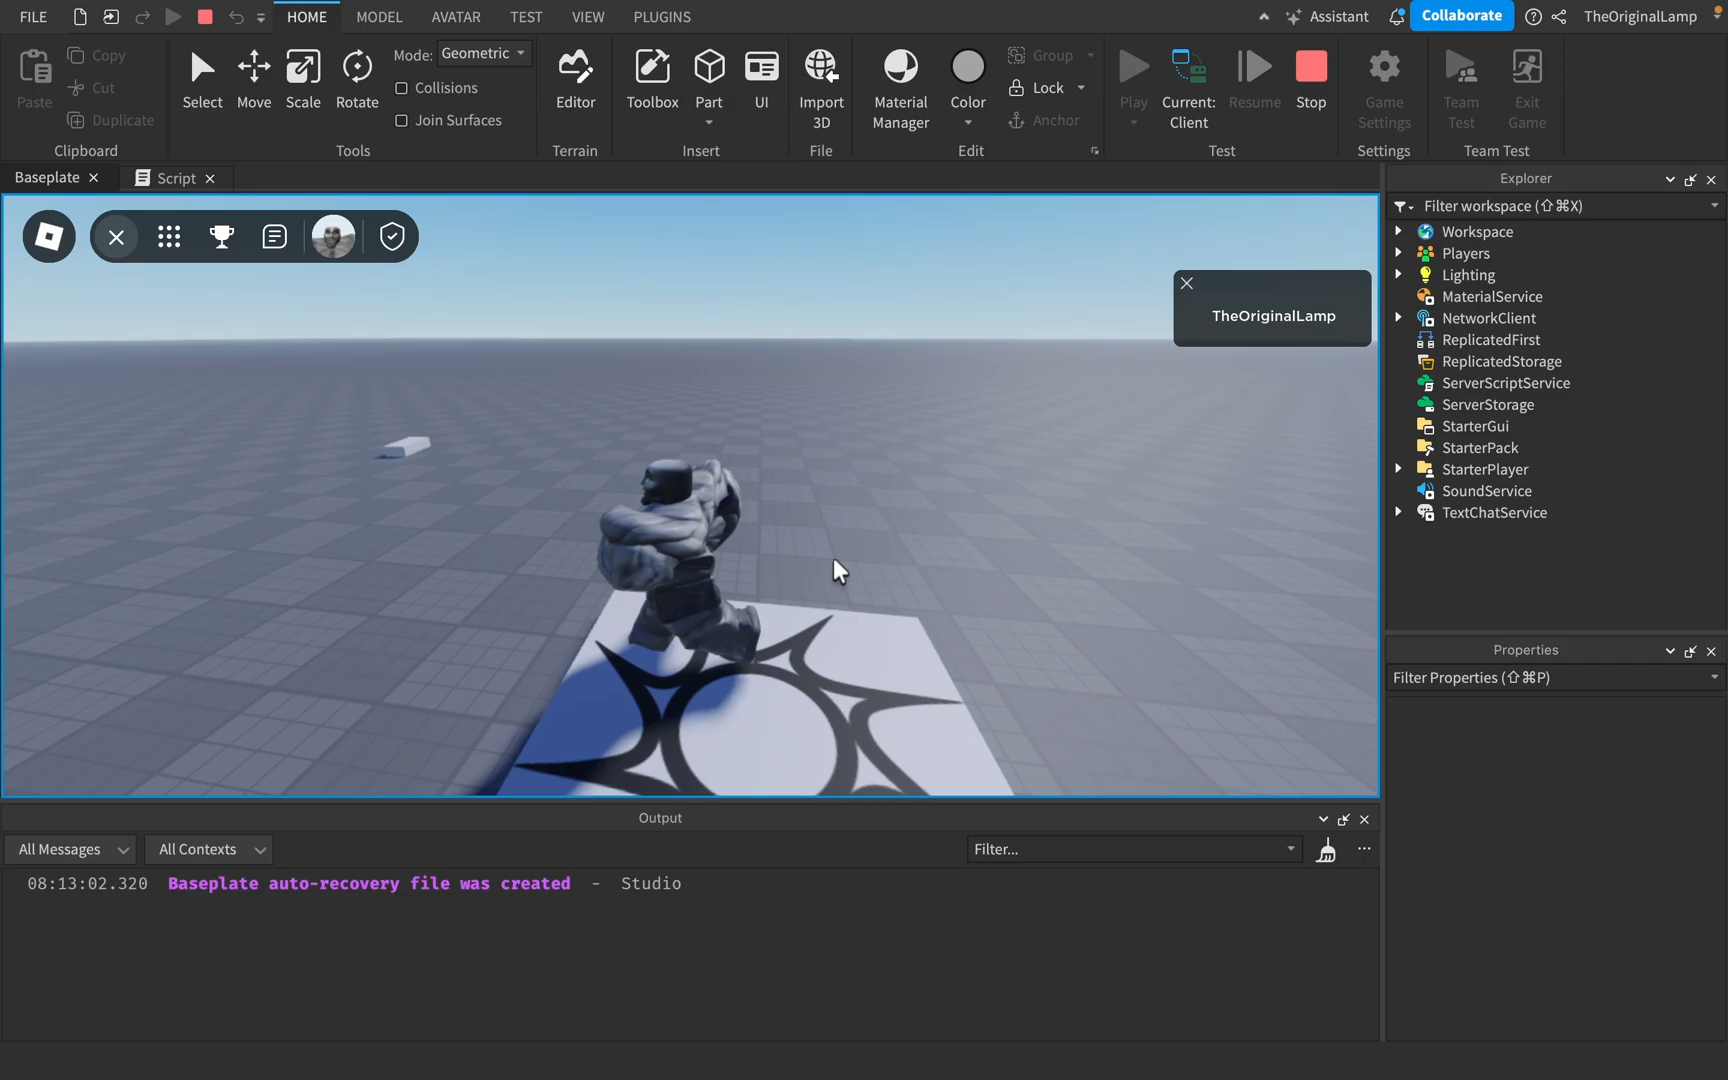 FILE HOME MODEL AVATAR TEST VIEW PLUGINS Assistant Collaborate TheOriginalLamp
Paste Copy Cut Duplicate
Clipboard
Select Move Scale Rotate
Mode: Geometric
Collisions
Join Surfaces
Tools
Editor
Terrain
Toolbox Part UI
Insert
Import
3D
File
Material
Manager
Color
Group
Lock
Anchor
Edit
Play
Current:
Client
Resume Stop
Test
Game
Settings
Settings
Team
Test
Exit
Game
Team Test
Baseplate Script
TheOriginalLamp
Explorer
Filter workspace (⇧⌘X)
Workspace
Players
Lighting
MaterialService
NetworkClient
ReplicatedFirst
ReplicatedStorage
ServerScriptService
ServerStorage
StarterGui
StarterPack
StarterPlayer
SoundService
TextChatService
Properties
Filter Properties (⇧⌘P)
Output
All Messages All Contexts Filter...
08:13:02.320 Baseplate auto-recovery file was created - Studio